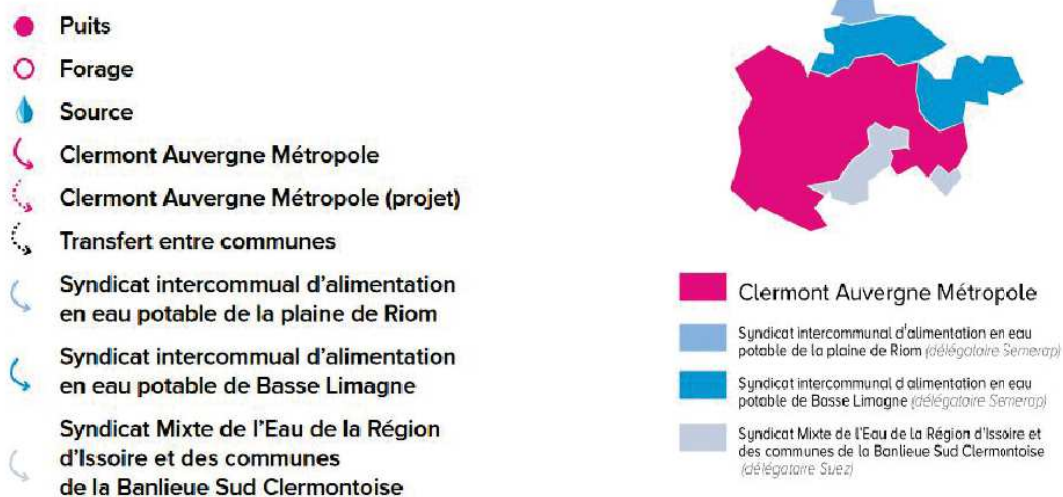 Puits
Forage
Source
Clermont Auvergne Métropole
Clermont Auvergne Métropole (projet)
Transfert entre communes
Syndicat intercommual d'alimentation
en eau potable de la plaine de Riom
Syndicat intercommual d'alimentation
en eau potable de Basse Limagne
Syndicat Mixte de l'Eau de la Région
d'Issoire et des communes
de la Banlieue Sud Clermontoise
Clermont Auvergne Métropole
Syndicat intercommunal d'alimentation en eau
potable de la plaine de Riom (délégataire Semerap)
Syndicat intercommunal d'alimentation en eau
potable de Basse Limagne (délégataire Semerap)
Syndicat Mixte de l'Eau de la Région d'Issoire et
des communes de la Banlieue Sud Clermontoise
(délégataire Suez)